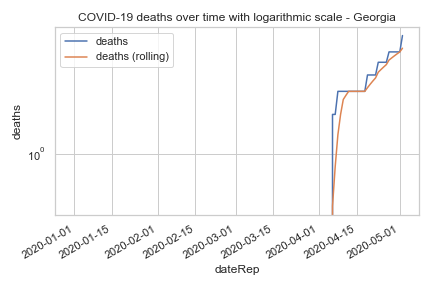 COVID-19 deaths over time with logarithmic scale - Georgia
deaths
deaths (rolling)
deaths
10⁰
2020-01-01
2020-01-15
2020-02-01
2020-02-15
2020-03-01
2020-03-15
2020-04-01
2020-04-15
2020-05-01
dateRep